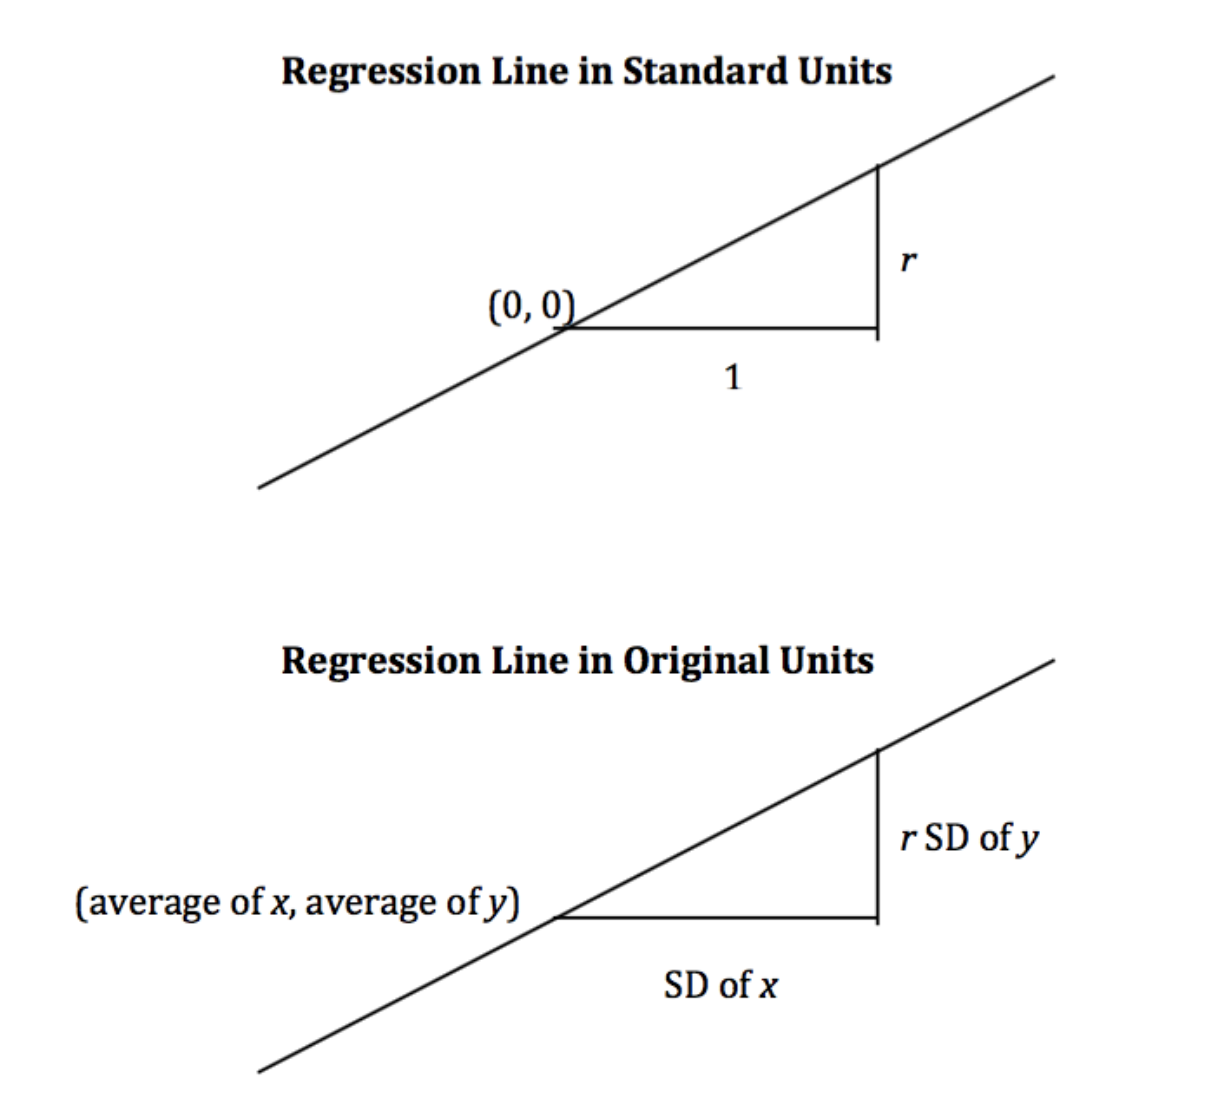 Regression Line in Standard Units
r
(0, 0)
1
Regression Line in Original Units
r SD of y
(average of x, average of y)
SD of x